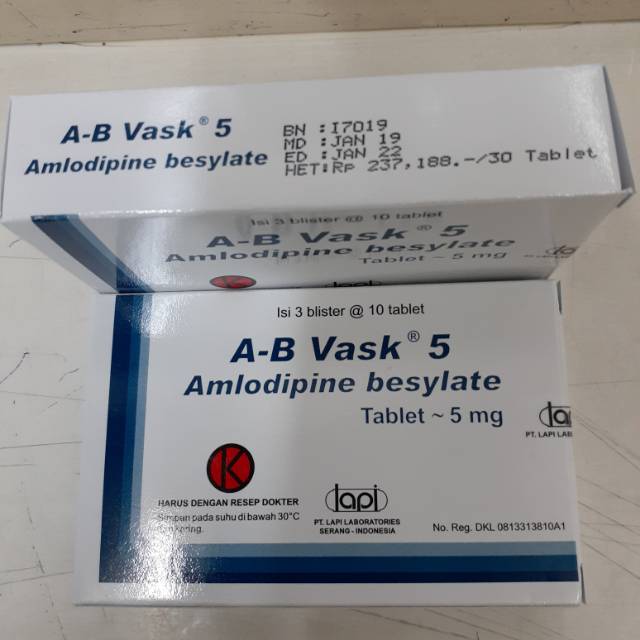 A-B Vask® 5
Amlodipine besylate
BN : I7019
MD : JAN 19
ED : JAN 22
HET: Rp 237,188.-/30 Tablet
Isi 3 blister @ 10 tablet
A-B Vask® 5
Amlodipine besylate
Tablet ~ 5 mg
lapi
lapi
Isi 3 blister @ 10 tablet
A-B Vask® 5
Amlodipine besylate
Tablet ~ 5 mg
lapi
PT. LAPI LAB
K
HARUS DENGAN RESEP DOKTER
Simpan pada suhu di bawah 30°C
kering.
lapi
PT. LAPI LABORATORIES
SERANG - INDONESIA
No. Reg. DKL 0813313810A1